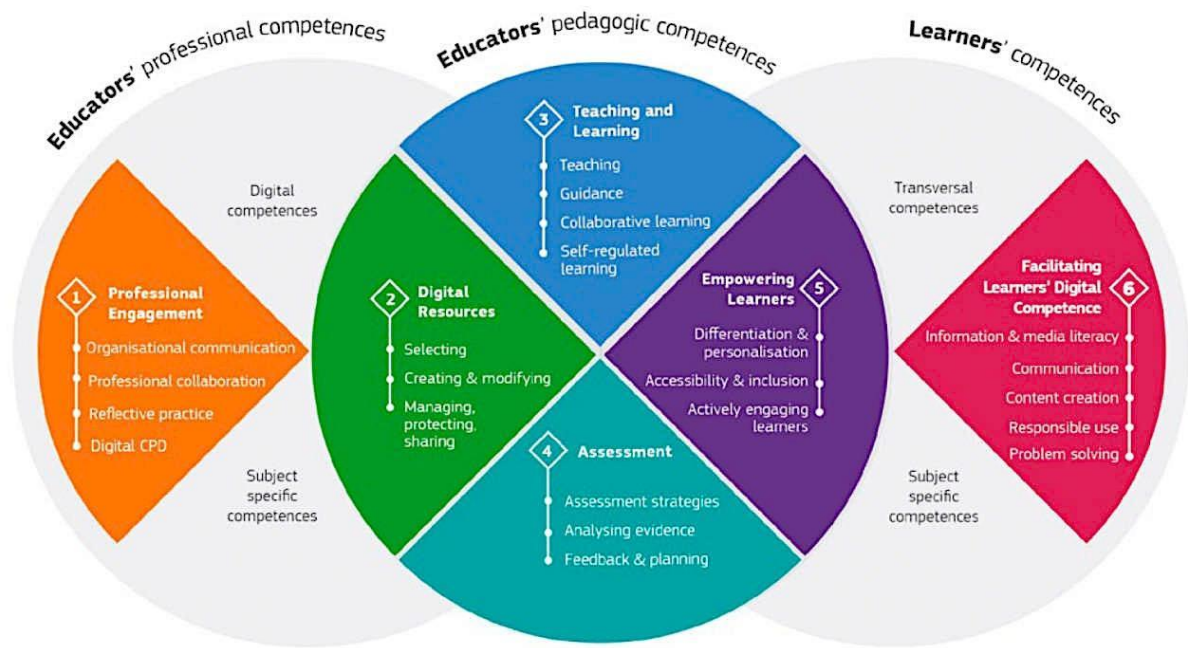 Educators' professional competences
Educators' pedagogic competences
Learners' competences
Digital
competences
Subject
specific
competences
1
Professional
Engagement
Organisational communication
Professional collaboration
Reflective practice
Digital CPD
2
Digital
Resources
Selecting
Creating & modifying
Managing,
protecting,
sharing
3
Teaching and
Learning
Teaching
Guidance
Collaborative learning
Self-regulated
learning
4
Assessment
Assessment strategies
Analysing evidence
Feedback & planning
Empowering
Learners
5
Differentiation &
personalisation
Accessibility & inclusion
Actively engaging
learners
Transversal
competences
Subject
specific
competences
Facilitating
Learners' Digital
Competence
6
Information & media literacy
Communication
Content creation
Responsible use
Problem solving